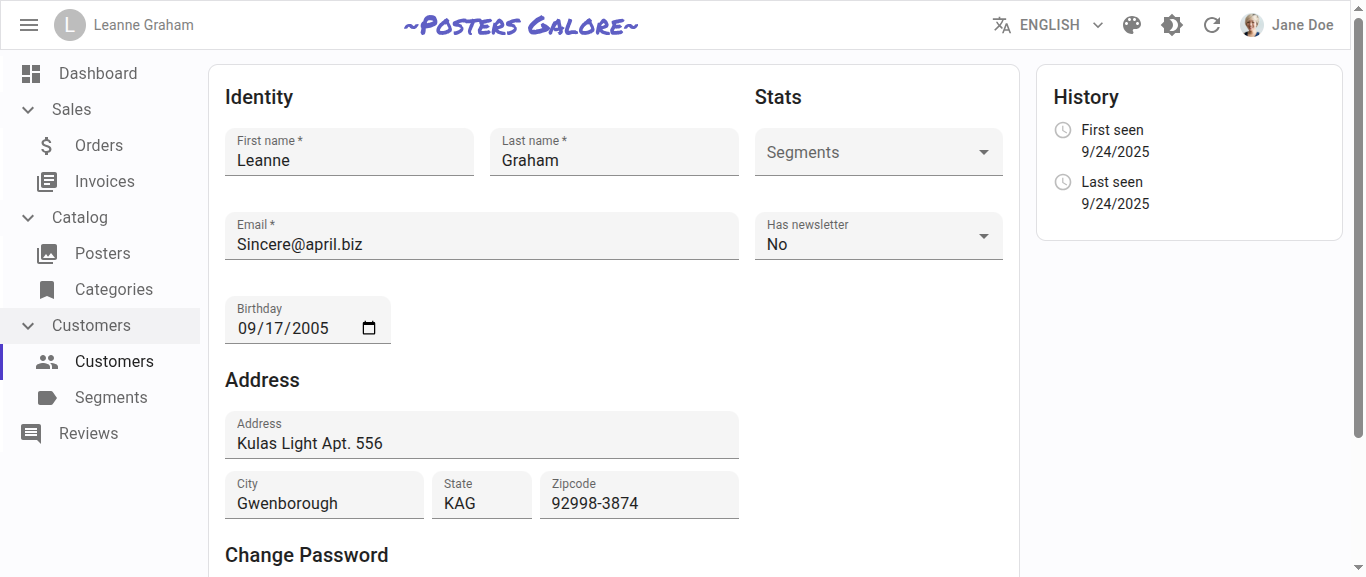 L Leanne Graham
~Posters Galore~
ENGLISH
Jane Doe
Dashboard
Sales
Orders
Invoices
Catalog
Posters
Categories
Customers
Customers
Segments
Reviews
Identity
First name *
Leanne
Last name *
Graham
Email *
Sincere@april.biz
Birthday
09/17/2005
Address
Address
Kulas Light Apt. 556
City
Gwenborough
State
KAG
Zipcode
92998-3874
Change Password
Stats
Segments
Has newsletter
No
History
First seen
9/24/2025
Last seen
9/24/2025